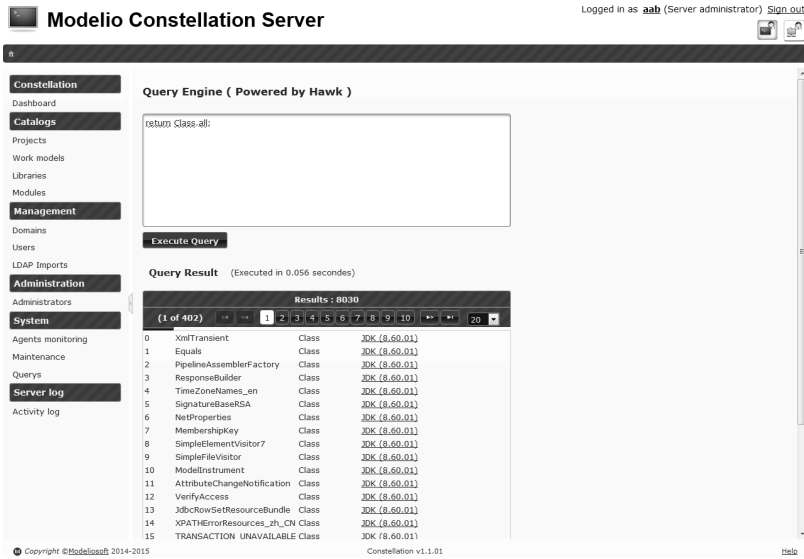 Modelio Constellation Server
Logged in as aab (Server administrator) Sign out
Constellation
Dashboard
Catalogs
Projects
Work models
Libraries
Modules
Management
Domains
Users
LDAP Imports
Administration
Administrators
System
Agents monitoring
Maintenance
Querys
Server log
Activity log
Query Engine ( Powered by Hawk )
return Class.all;
Execute Query
Query Result (Executed in 0.056 secondes)
Results : 8030
(1 of 402) 1 2 3 4 5 6 7 8 9 10 20
0 XmlTransient Class JDK (8.60.01)
1 Equals Class JDK (8.60.01)
2 PipelineAssemblerFactory Class JDK (8.60.01)
3 ResponseBuilder Class JDK (8.60.01)
4 TimeZoneNames_en Class JDK (8.60.01)
5 SignatureBaseRSA Class JDK (8.60.01)
6 NetProperties Class JDK (8.60.01)
7 MembershipKey Class JDK (8.60.01)
8 SimpleElementVisitor7 Class JDK (8.60.01)
9 SimpleFileVisitor Class JDK (8.60.01)
10 ModelInstrument Class JDK (8.60.01)
11 AttributeChangeNotification Class JDK (8.60.01)
12 VerifyAccess Class JDK (8.60.01)
13 JdbcRowSetResourceBundle Class JDK (8.60.01)
14 XPATHErrorResources_zh_CN Class JDK (8.60.01)
15 TRANSACTION_UNAVAILABLE Class JDK (8.60.01)
Copyright ©Modeliosoft 2014-2015
Constellation v1.1.01
Help